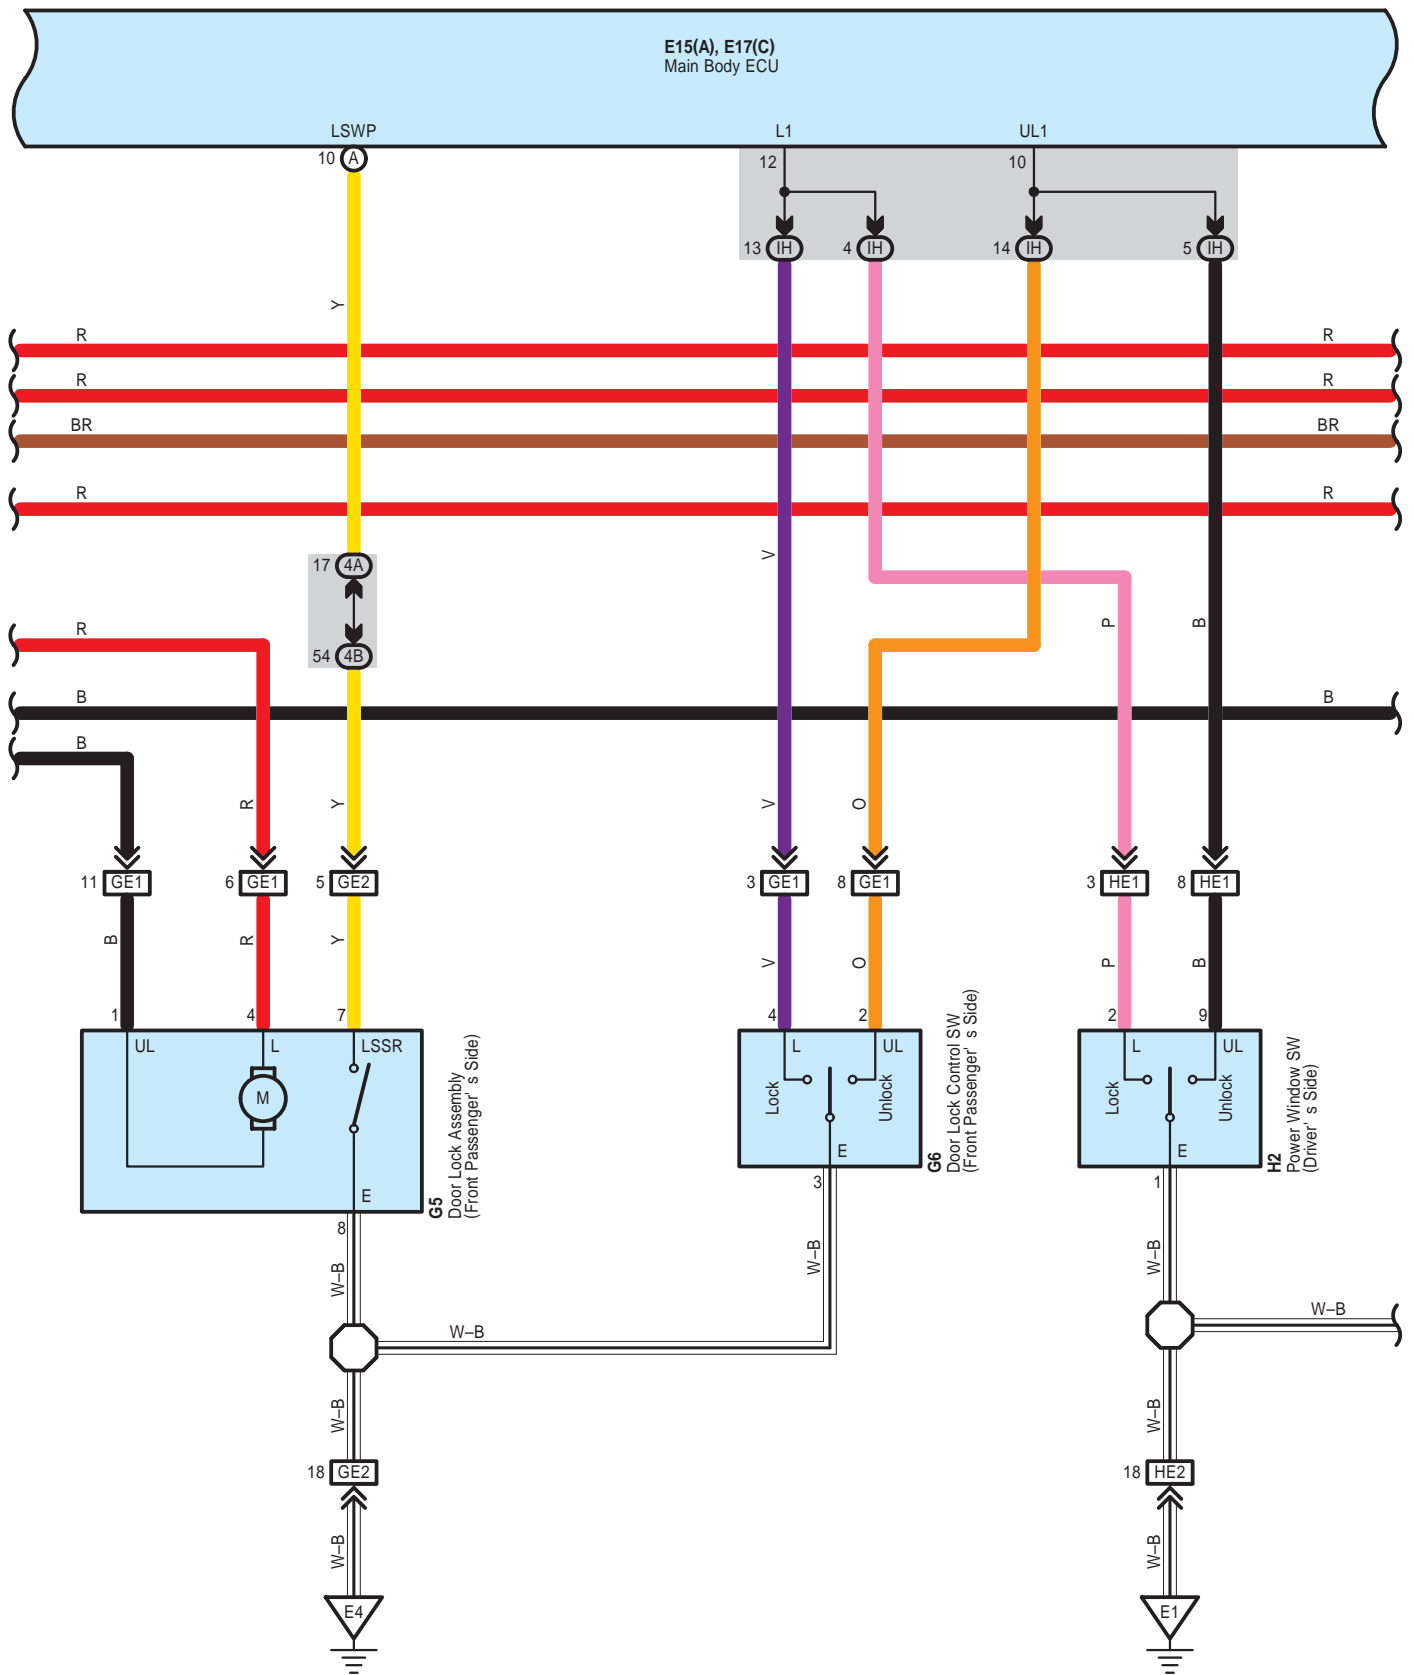 E15(A), E17(C)
Main Body ECU
LSWP
L1
UL1
10 A
12
10
13 IH
4 IH
14 IH
5 IH
Y
R
R
R
R
BR
BR
R
R
V
17 4A
P
B
R
54 4B
B
B
B
R
Y
V
O
11 GE1
6 GE1
5 GE2
3 GE1
8 GE1
3 HE1
8 HE1
B
R
Y
V
O
P
B
1
4
7
4
2
2
9
UL
L
LSSR
L
UL
L
UL
M
Lock
Unlock
Lock
Unlock
E
E
E
G5
Door Lock Assembly
(Front Passenger' s Side)
G6
Door Lock Control SW
(Front Passenger' s Side)
H2
Power Window SW
(Driver' s Side)
8
3
1
W–B
W–B
W–B
W–B
W–B
W–B
W–B
18 GE2
18 HE2
W–B
W–B
E4
E1